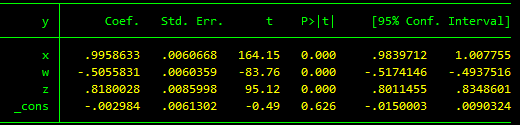 y Coef. Std. Err. t P>|t| [95% Conf. Interval]
x .9958633 .0060668 164.15 0.000 .9839712 1.007755
w -.5055831 .0060359 -83.76 0.000 -.5174146 -.4937516
z .8180028 .0085998 95.12 0.000 .8011455 .8348601
_cons -.002984 .0061302 -0.49 0.626 -.0150003 .0090324